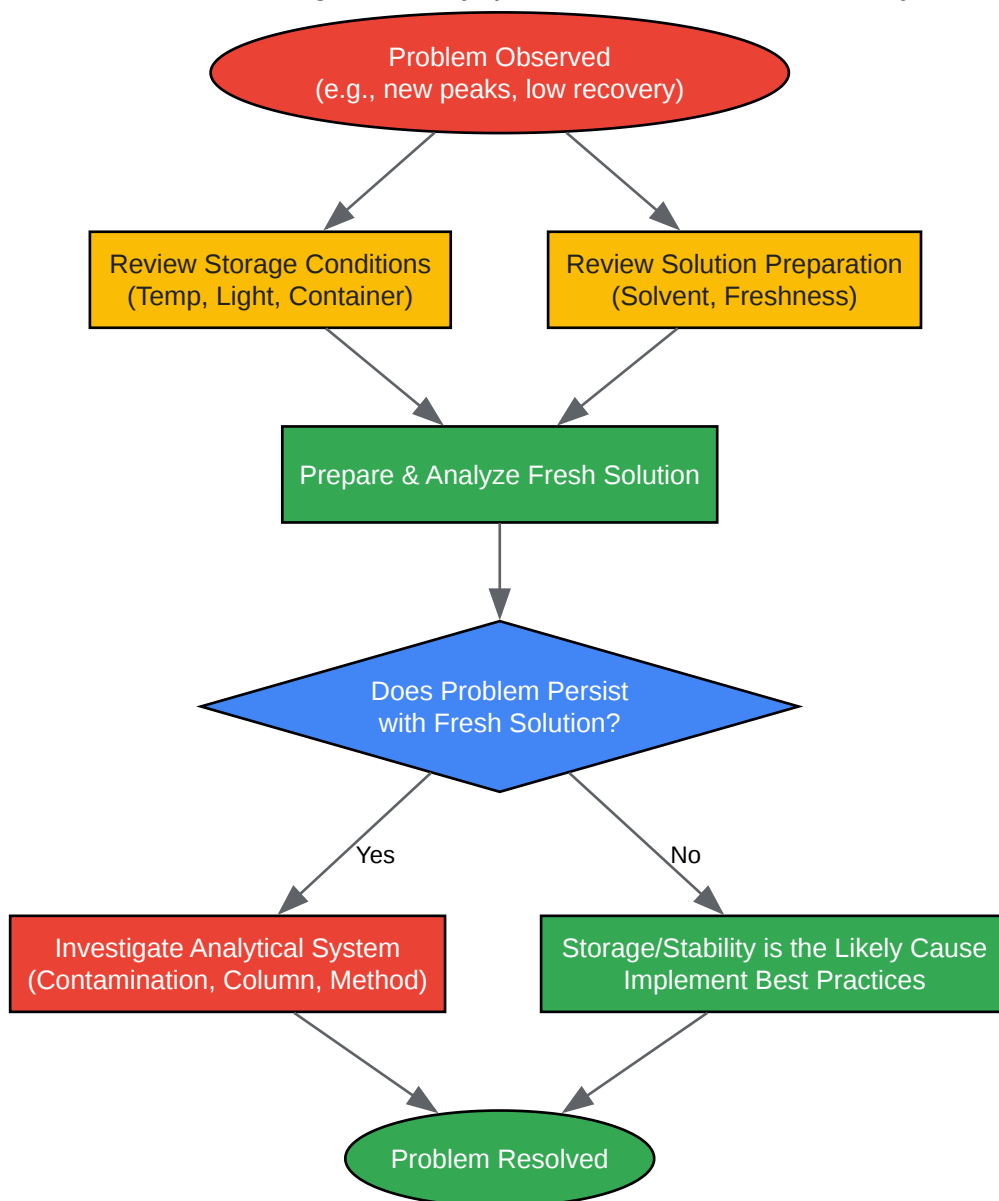 Problem Observed
(e.g., new peaks, low recovery)
Review Storage Conditions
(Temp, Light, Container)
Review Solution Preparation
(Solvent, Freshness)
Prepare & Analyze Fresh Solution
Does Problem Persist
with Fresh Solution?
Yes
No
Investigate Analytical System
(Contamination, Column, Method)
Storage/Stability is the Likely Cause
Implement Best Practices
Problem Resolved